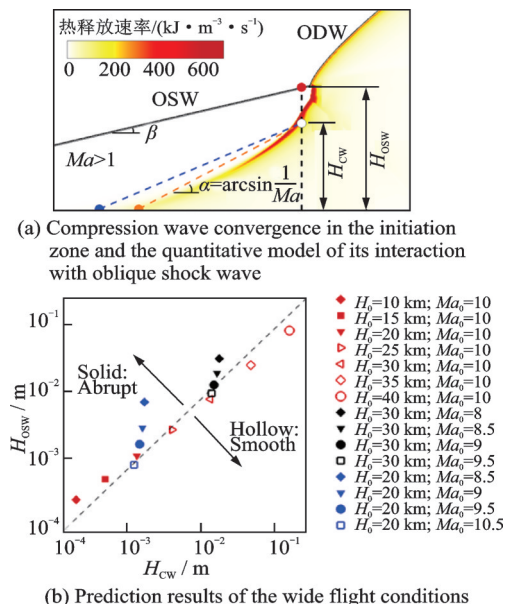 热释放速率/(kJ·m⁻³·s⁻¹)
0 200 400 600
ODW
OSW
β
Ma>1
α=arcsin 1/Ma
H_CW
H_OSW
(a) Compression wave convergence in the initiation
zone and the quantitative model of its interaction
with oblique shock wave
H_OSW / m
10⁻¹
10⁻²
10⁻³
10⁻⁴
Solid:
Abrupt
Hollow:
Smooth
10⁻⁴ 10⁻³ 10⁻² 10⁻¹
H_CW / m
H₀=10 km; Ma₀=10
H₀=15 km; Ma₀=10
H₀=20 km; Ma₀=10
H₀=25 km; Ma₀=10
H₀=30 km; Ma₀=10
H₀=35 km; Ma₀=10
H₀=40 km; Ma₀=10
H₀=30 km; Ma₀=8
H₀=30 km; Ma₀=8.5
H₀=30 km; Ma₀=9
H₀=30 km; Ma₀=9.5
H₀=20 km; Ma₀=8.5
H₀=20 km; Ma₀=9
H₀=20 km; Ma₀=9.5
H₀=20 km; Ma₀=10.5
(b) Prediction results of the wide flight conditions